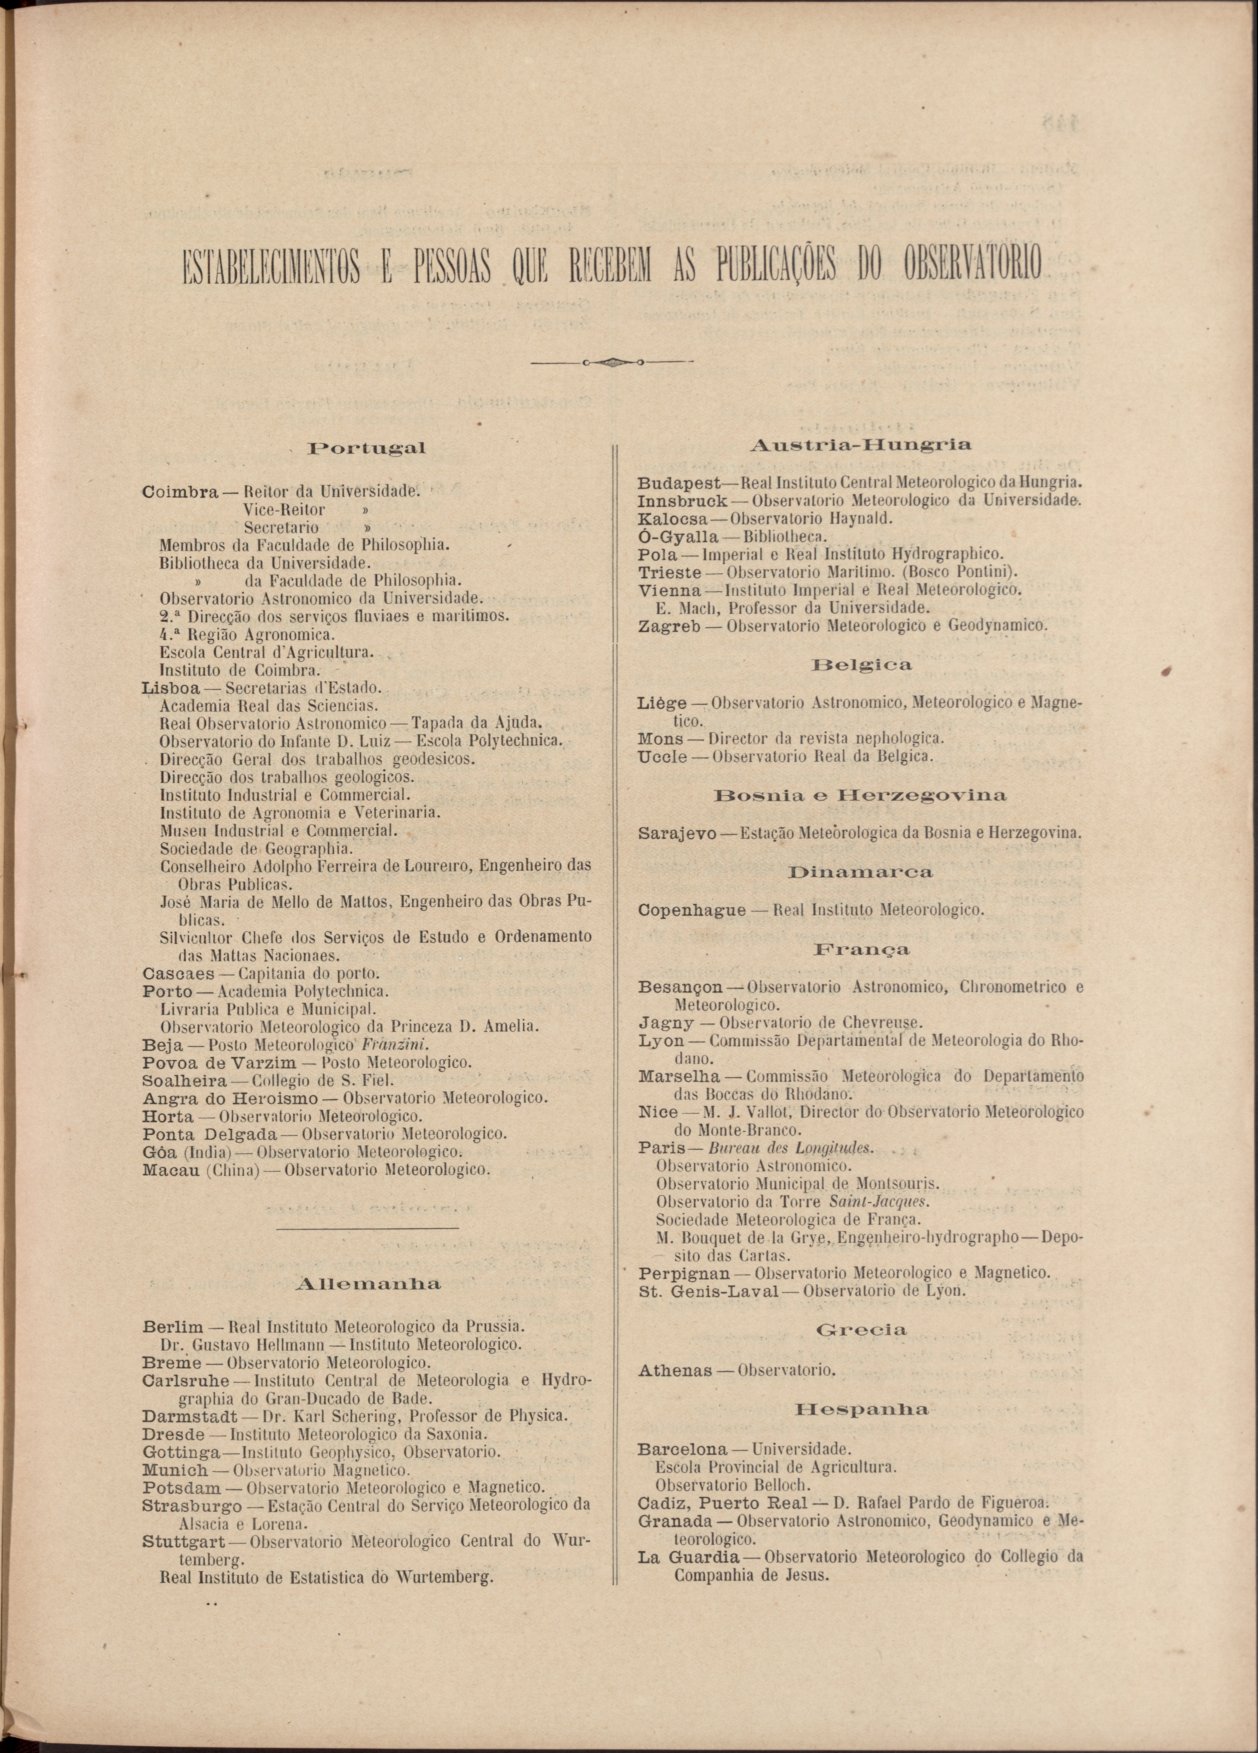 ESTABELECIMENTOS E PESSOAS QUE RECEBEM AS PUBLICAÇÕES DO OBSERVATORIO
Portugal
Coimbra — Reitor da Universidade.
Vice-Reitor »
Secretario »
Membros da Faculdade de Philosophia.
Bibliotheca da Universidade.
» da Faculdade de Philosophia.
Observatorio Astronomico da Universidade.
2.ª Direcção dos serviços fluviaes e maritimos.
4.ª Região Agronomica.
Escola Central d'Agricultura.
Instituto de Coimbra.
Lisboa — Secretarias d'Estado.
Academia Real das Sciencias.
Real Observatorio Astronomico — Tapada da Ajuda.
Observatorio do Infante D. Luiz — Escola Polytechnica.
Direcção Geral dos trabalhos geodesicos.
Direcção dos trabalhos geologicos.
Instituto Industrial e Commercial.
Instituto de Agronomia e Veterinaria.
Museu Industrial e Commercial.
Sociedade de Geographia.
Conselheiro Adolpho Ferreira de Loureiro, Engenheiro das
Obras Publicas.
José Maria de Mello de Mattos, Engenheiro das Obras Pu-
blicas.
Silvicultor Chefe dos Serviços de Estudo e Ordenamento
das Mattas Nacionaes.
Cascaes — Capitania do porto.
Porto — Academia Polytechnica.
Livraria Publica e Municipal.
Observatorio Meteorologico da Princeza D. Amelia.
Beja — Posto Meteorologico Franzini.
Povoa de Varzim — Posto Meteorologico.
Soalheira — Collegio de S. Fiel.
Angra do Heroismo — Observatorio Meteorologico.
Horta — Observatorio Meteorologico.
Ponta Delgada — Observatorio Meteorologico.
Gôa (India) — Observatorio Meteorologico.
Macau (China) — Observatorio Meteorologico.
Allemanha
Berlim — Real Instituto Meteorologico da Prussia.
Dr. Gustavo Hellmann — Instituto Meteorologico.
Breme — Observatorio Meteorologico.
Carlsruhe — Instituto Central de Meteorologia e Hydro-
graphia do Gran-Ducado de Bade.
Darmstadt — Dr. Karl Schering, Professor de Physica.
Dresde — Instituto Meteorologico da Saxonia.
Gottinga — Instituto Geophysico, Observatorio.
Munich — Observatorio Magnetico.
Potsdam — Observatorio Meteorologico e Magnetico.
Strasburgo — Estação Central do Serviço Meteorologico da
Alsacia e Lorena.
Stuttgart — Observatorio Meteorologico Central do Wur-
temberg.
Real Instituto de Estatistica do Wurtemberg.
Austria-Hungria
Budapest — Real Instituto Central Meteorologico da Hungria.
Innsbruck — Observatorio Meteorologico da Universidade.
Kalocsa — Observatorio Haynald.
Ó-Gyalla — Bibliotheca.
Pola — Imperial e Real Instituto Hydrographico.
Trieste — Observatorio Maritimo. (Bosco Pontini).
Vienna — Instituto Imperial e Real Meteorologico.
E. Mach, Professor da Universidade.
Zagreb — Observatorio Meteorologico e Geodynamico.
Belgica
Liége — Observatorio Astronomico, Meteorologico e Magne-
tico.
Mons — Director da revista nephologica.
Uccle — Observatorio Real da Belgica.
Bosnia e Herzegovina
Sarajevo — Estação Meteorologica da Bosnia e Herzegovina.
Dinamarca
Copenhague — Real Instituto Meteorologico.
França
Besançon — Observatorio Astronomico, Chronometrico e
Meteorologico.
Jagny — Observatorio de Chevreuse.
Lyon — Commissão Departamental de Meteorologia do Rho-
dano.
Marselha — Commissão Meteorologica do Departamento
das Boccas do Rhodano.
Nice — M. J. Vallot, Director do Observatorio Meteorologico
do Monte-Branco.
Paris — Bureau des Longitudes.
Observatorio Astronomico.
Observatorio Municipal de Montsouris.
Observatorio da Torre Saint-Jacques.
Sociedade Meteorologica de França.
M. Bouquet de la Grye, Engenheiro-hydrographo — Depo-
sito das Cartas.
Perpignan — Observatorio Meteorologico e Magnetico.
St. Genis-Laval — Observatorio de Lyon.
Grecia
Athenas — Observatorio.
Hespanha
Barcelona — Universidade.
Escola Provincial de Agricultura.
Observatorio Belloch.
Cadiz, Puerto Real — D. Rafael Pardo de Figueroa.
Granada — Observatorio Astronomico, Geodynamico e Me-
teorologico.
La Guardia — Observatorio Meteorologico do Collegio da
Companhia de Jesus.